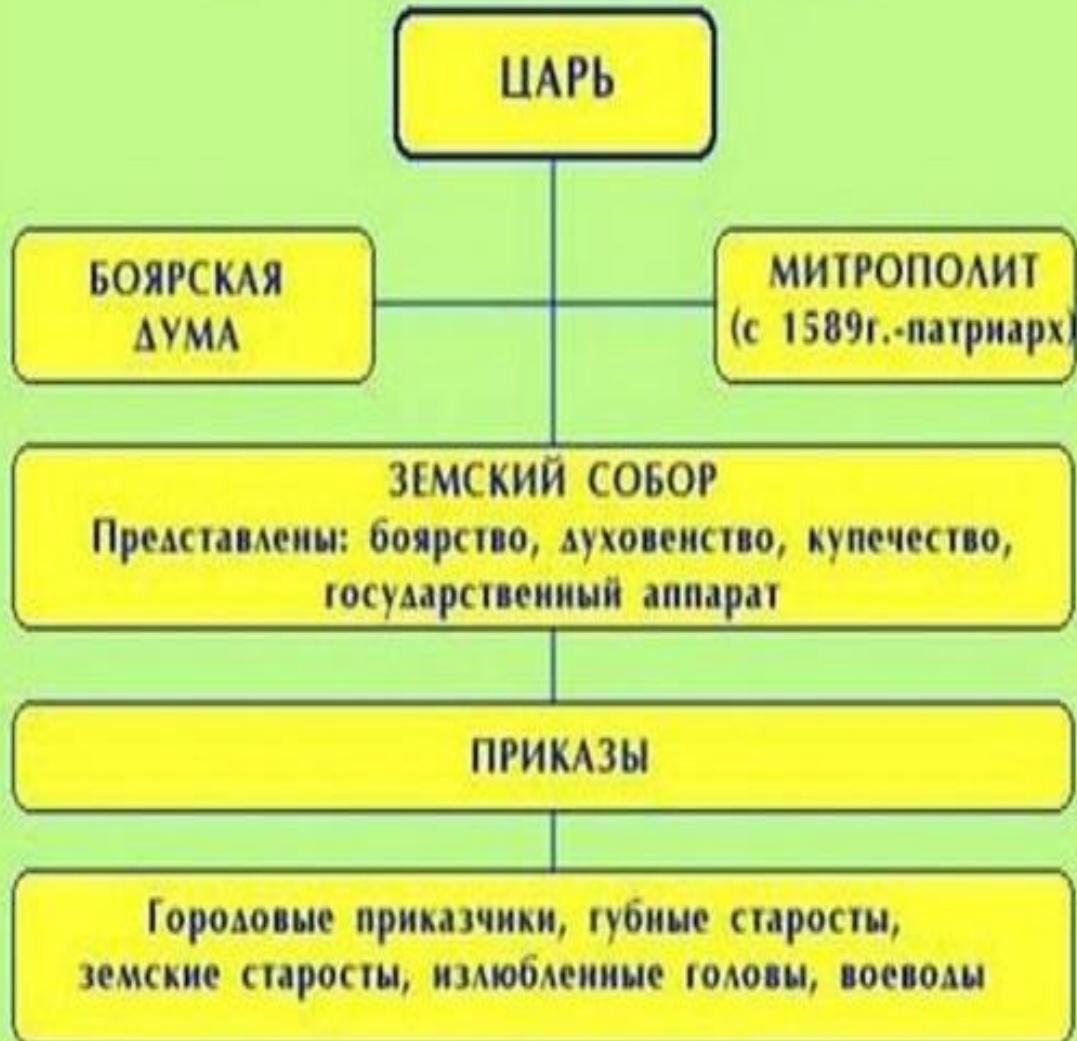 ЦАРЬ
БОЯРСКАЯ
ДУМА
МИТРОПОЛИТ
(с 1589г.-патриарх)
ЗЕМСКИЙ СОБОР
Представлены: боярство, духовенство, купечество,
государственный аппарат
ПРИКАЗЫ
Городовые приказчики, губные старосты,
земские старосты, излюбленные головы, воеводы